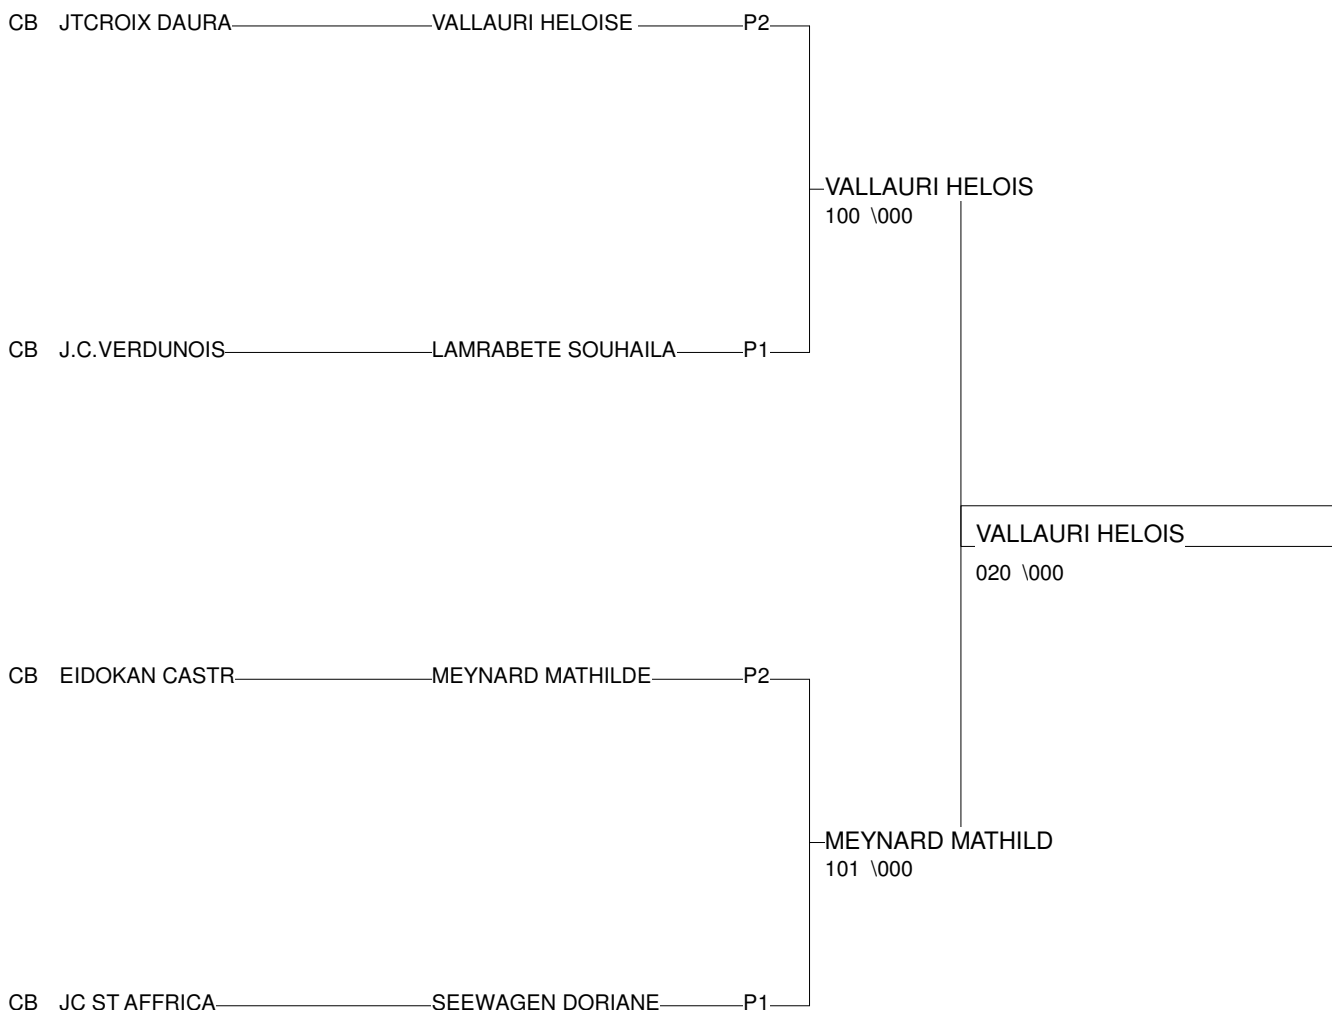 CB JTCROIX DAURA VALLAURI HELOISE P2
VALLAURI HELOIS
100 \000
CB J.C.VERDUNOIS LAMRABETE SOUHAILA P1
VALLAURI HELOIS
020 \000
CB EIDOKAN CASTR MEYNARD MATHILDE P2
MEYNARD MATHILD
101 \000
CB JC ST AFFRICA SEEWAGEN DORIANE P1